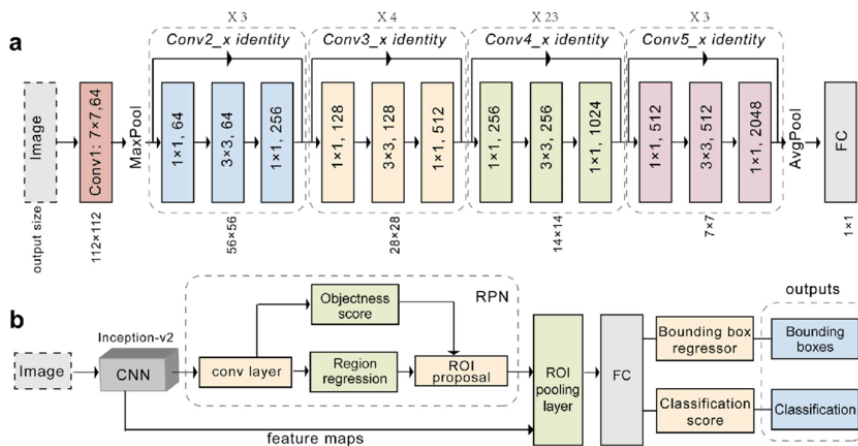 a
X 3
X 4
X 23
X 3
Conv2_x identity
Conv3_x identity
Conv4_x identity
Conv5_x identity
Image
Conv1: 7×7,64
MaxPool
1×1, 64
3×3, 64
1×1, 256
1×1, 128
3×3, 128
1×1, 512
1×1, 256
3×3, 256
1×1, 1024
1×1, 512
3×3, 512
1×1, 2048
AvgPool
FC
output size
112×112
56×56
28×28
14×14
7×7
1×1
b
RPN
outputs
Inception-v2
Image
CNN
conv layer
Objectness
score
Region
regression
ROI
proposal
feature maps
ROI
pooling
layer
FC
Bounding box
regressor
Bounding
boxes
Classification
score
Classification